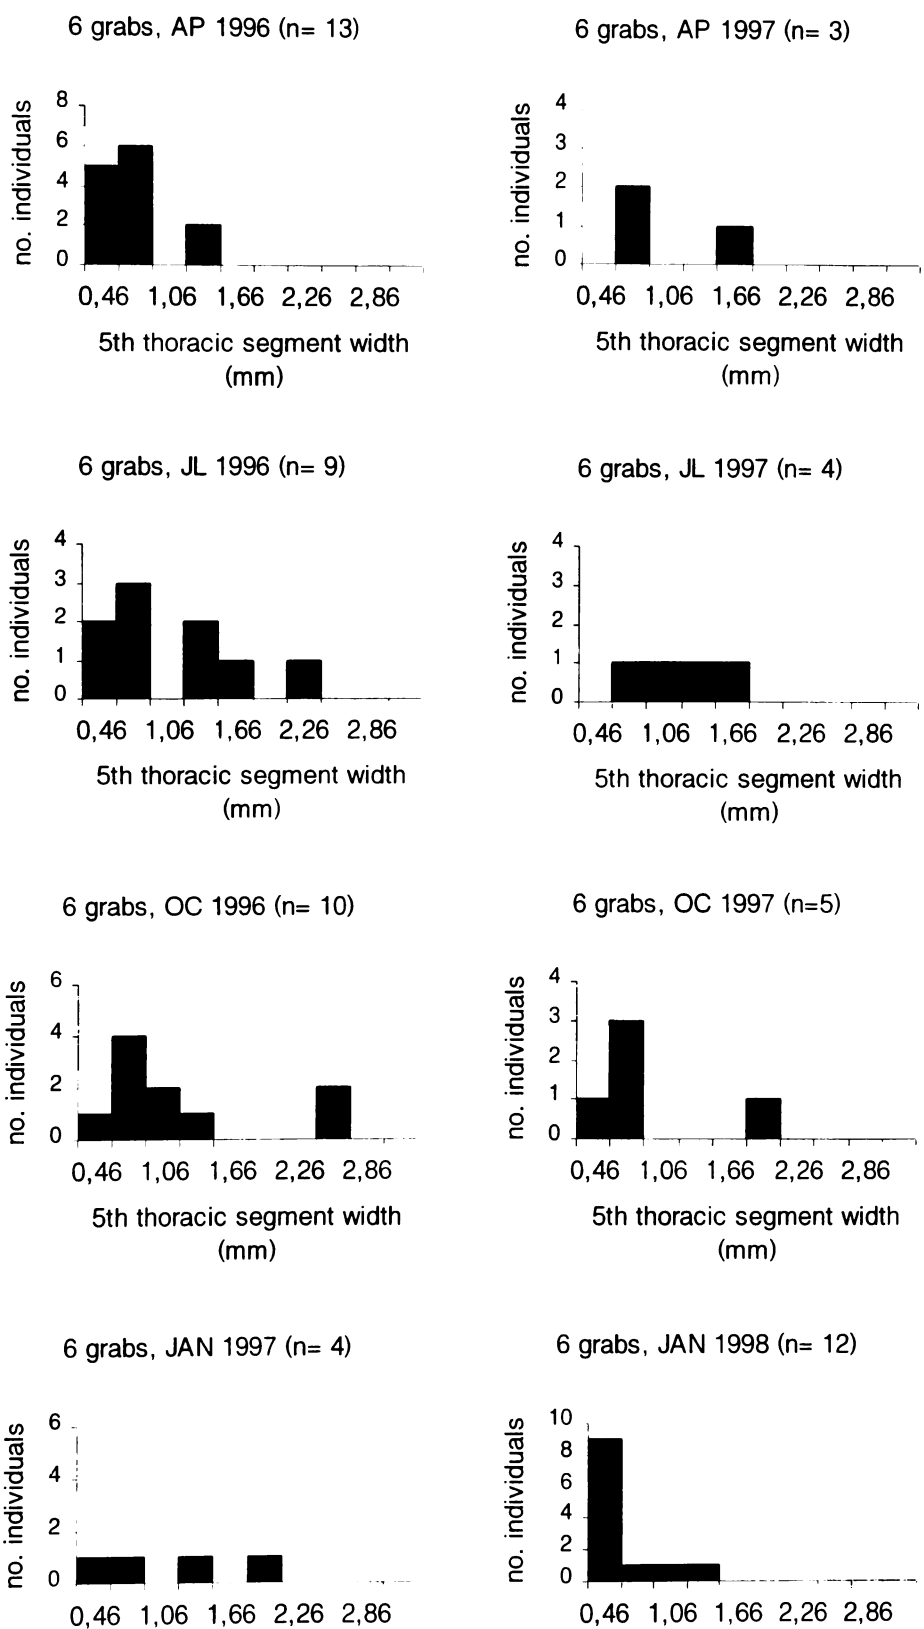 6 grabs, AP 1996 (n= 13)
no. individuals
8
6
4
2
0
0,46 1,06 1,66 2,26 2,86
5th thoracic segment width
(mm)
6 grabs, AP 1997 (n= 3)
no. individuals
4
3
2
1
0
0,46 1,06 1,66 2,26 2,86
5th thoracic segment width
(mm)
6 grabs, JL 1996 (n= 9)
no. individuals
4
3
2
1
0
0,46 1,06 1,66 2,26 2,86
5th thoracic segment width
(mm)
6 grabs, JL 1997 (n= 4)
no. individuals
4
3
2
1
0
0,46 1,06 1,66 2,26 2,86
5th thoracic segment width
(mm)
6 grabs, OC 1996 (n= 10)
no. individuals
6
4
2
0
0,46 1,06 1,66 2,26 2,86
5th thoracic segment width
(mm)
6 grabs, OC 1997 (n=5)
no. individuals
4
3
2
1
0
0,46 1,06 1,66 2,26 2,86
5th thoracic segment width
(mm)
6 grabs, JAN 1997 (n= 4)
no. individuals
6
4
2
0
0,46 1,06 1,66 2,26 2,86
6 grabs, JAN 1998 (n= 12)
no. individuals
10
8
6
4
2
0
0,46 1,06 1,66 2,26 2,86